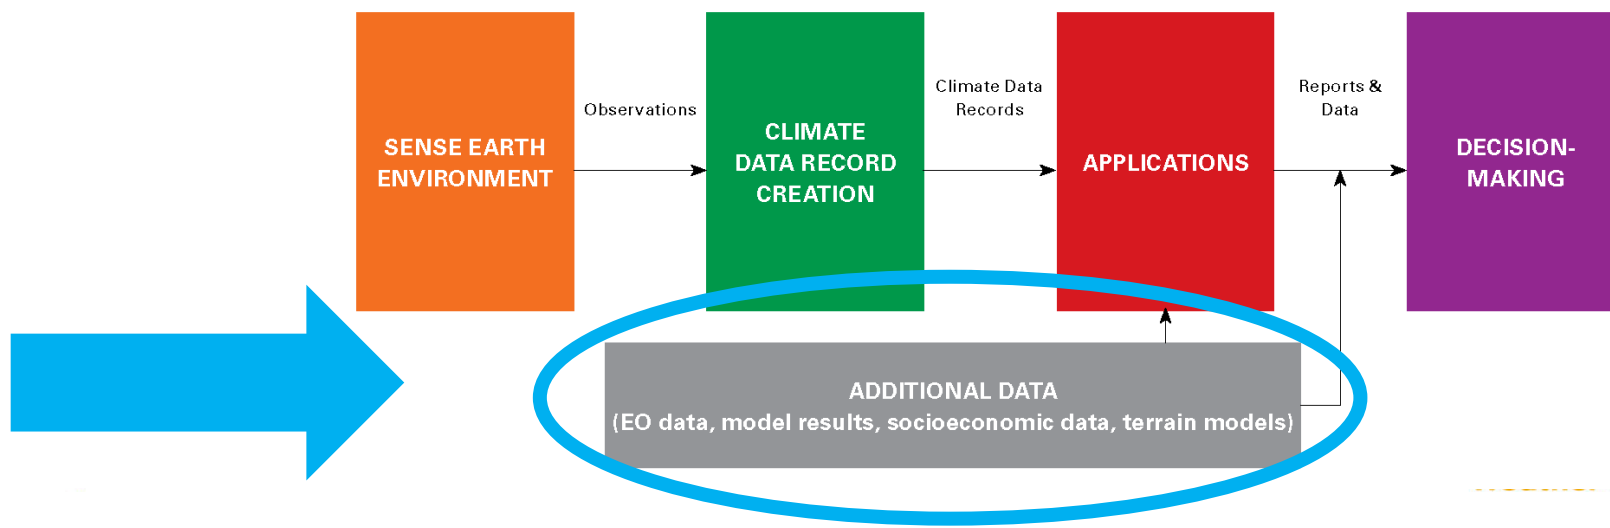 SENSE EARTH
ENVIRONMENT
Observations
CLIMATE
DATA RECORD
CREATION
Climate Data
Records
APPLICATIONS
Reports &
Data
DECISION-
MAKING
ADDITIONAL DATA
(EO data, model results, socioeconomic data, terrain models)